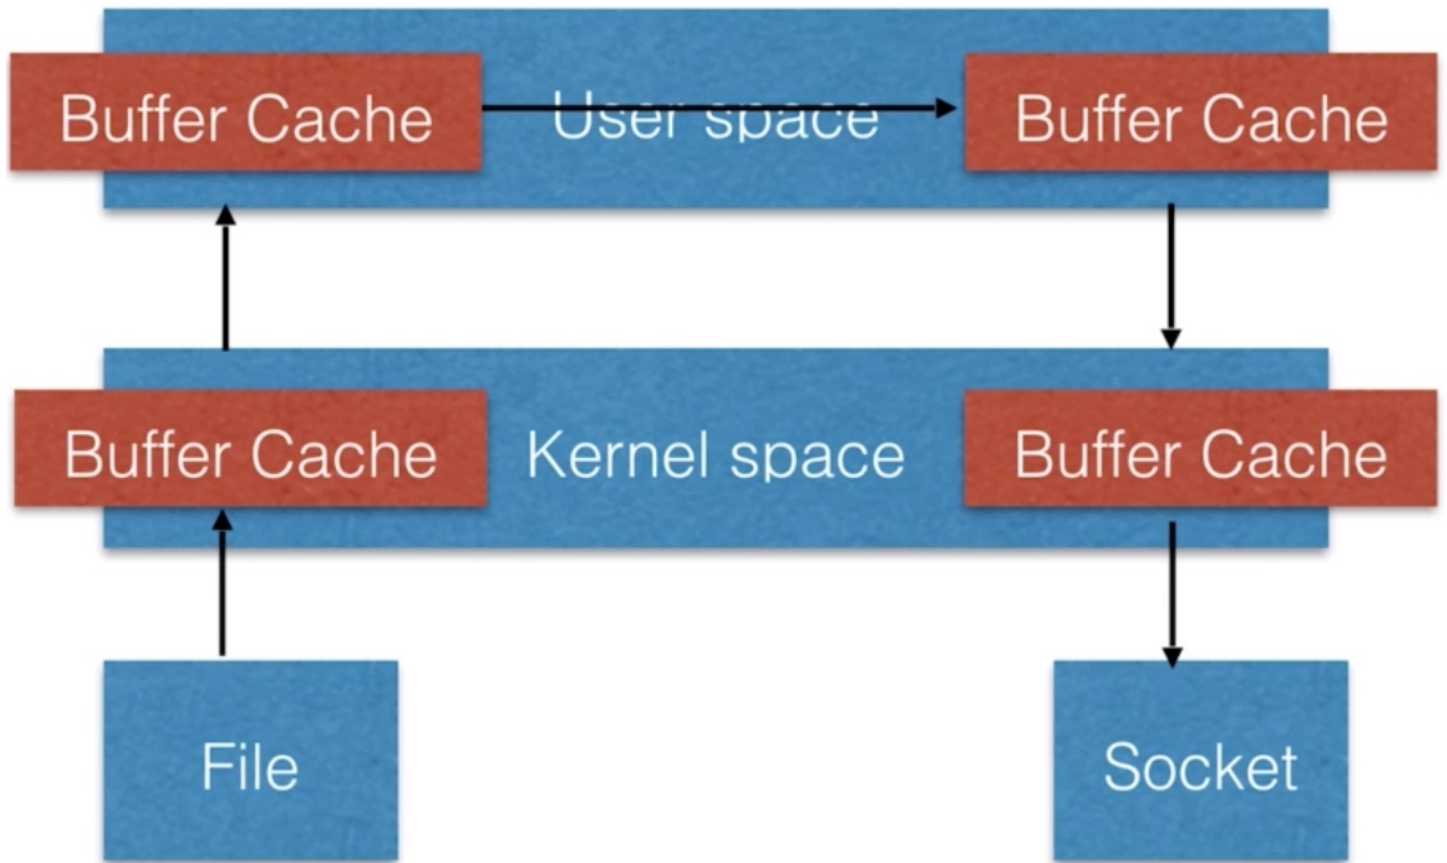 Buffer Cache
User space
Buffer Cache
Buffer Cache
Kernel space
Buffer Cache
File
Socket